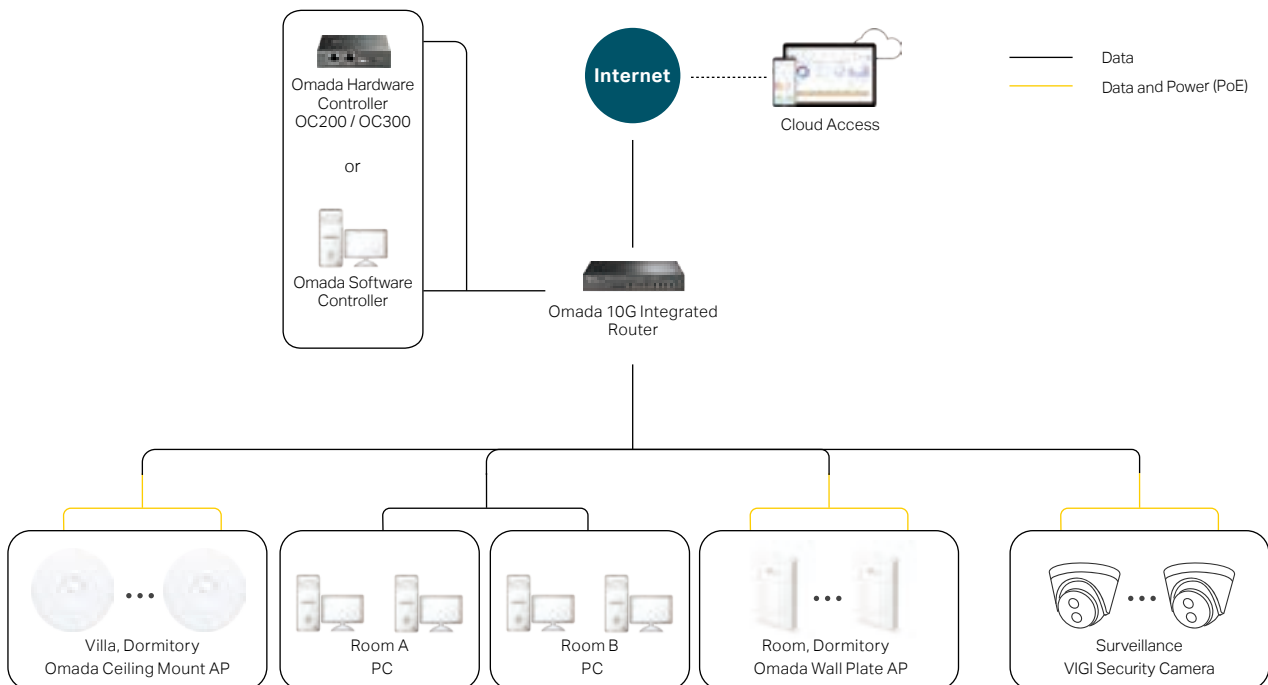 Omada Hardware
Controller
OC200 / OC300
or
Omada Software
Controller
Internet
Cloud Access
Data
Data and Power (PoE)
Omada 10G Integrated
Router
Villa, Dormitory
Omada Ceiling Mount AP
Room A
PC
Room B
PC
Room, Dormitory
Omada Wall Plate AP
Surveillance
VIGI Security Camera